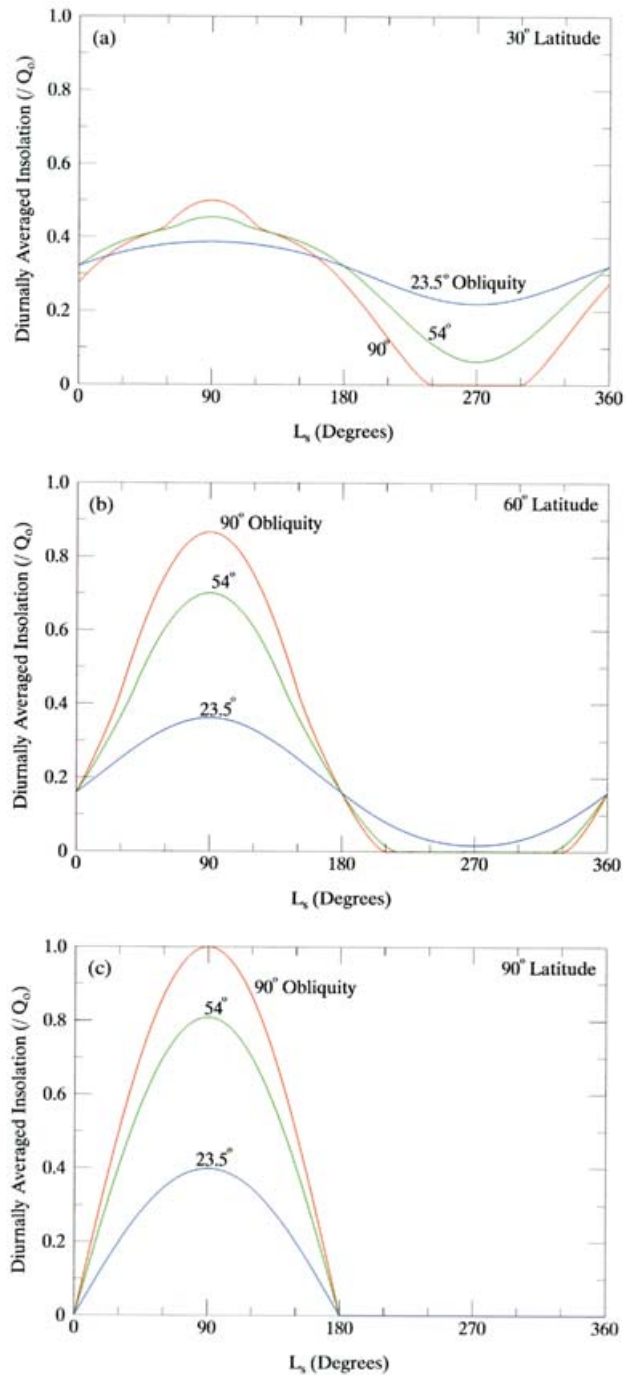 (a)
30° Latitude
1.0
0.8
0.6
0.4
0.2
0
Diurnally Averaged Insolation (/ Qo)
23.5° Obliquity
54°
90°
0 90 180 270 360
Ls (Degrees)
(b)
60° Latitude
1.0
0.8
0.6
0.4
0.2
0
Diurnally Averaged Insolation (/ Qo)
90° Obliquity
54°
23.5°
0 90 180 270 360
Ls (Degrees)
(c)
90° Latitude
1.0
0.8
0.6
0.4
0.2
0
Diurnally Averaged Insolation (/ Qo)
90° Obliquity
54°
23.5°
0 90 180 270 360
Ls (Degrees)